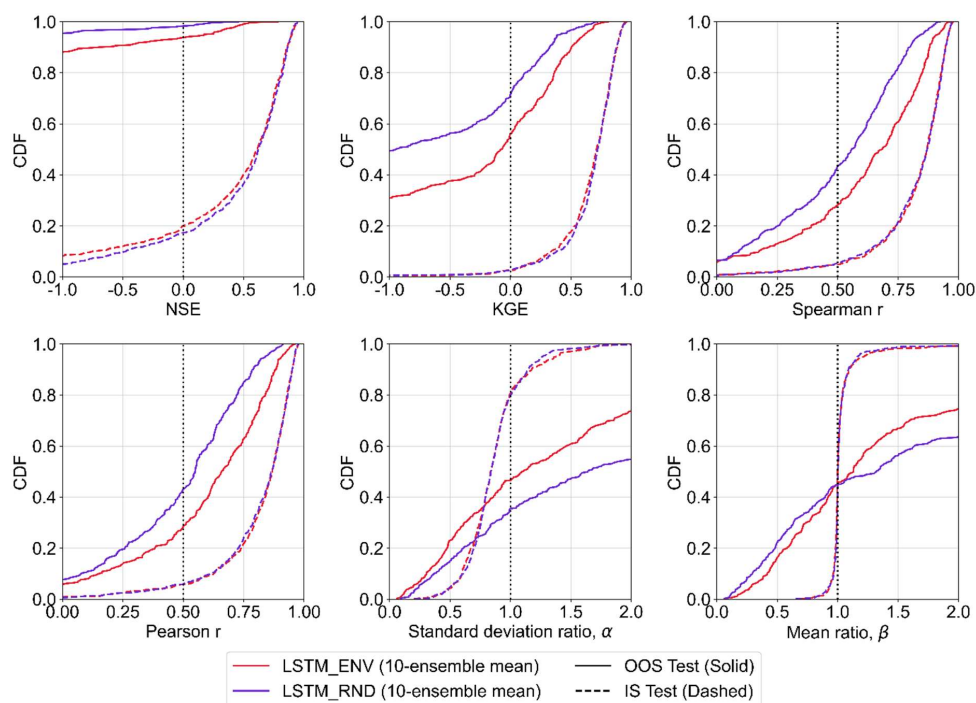 1.0
0.8
0.6
0.4
0.2
0.0
CDF
-1.0 -0.5 0.0 0.5 1.0
NSE
1.0
0.8
0.6
0.4
0.2
0.0
CDF
-1.0 -0.5 0.0 0.5 1.0
KGE
1.0
0.8
0.6
0.4
0.2
0.0
CDF
0.00 0.25 0.50 0.75 1.00
Spearman r
1.0
0.8
0.6
0.4
0.2
0.0
CDF
0.00 0.25 0.50 0.75 1.00
Pearson r
1.0
0.8
0.6
0.4
0.2
0.0
CDF
0.0 0.5 1.0 1.5 2.0
Standard deviation ratio, α
1.0
0.8
0.6
0.4
0.2
0.0
CDF
0.0 0.5 1.0 1.5 2.0
Mean ratio, β
LSTM_ENV (10-ensemble mean)
LSTM_RND (10-ensemble mean)
OOS Test (Solid)
IS Test (Dashed)